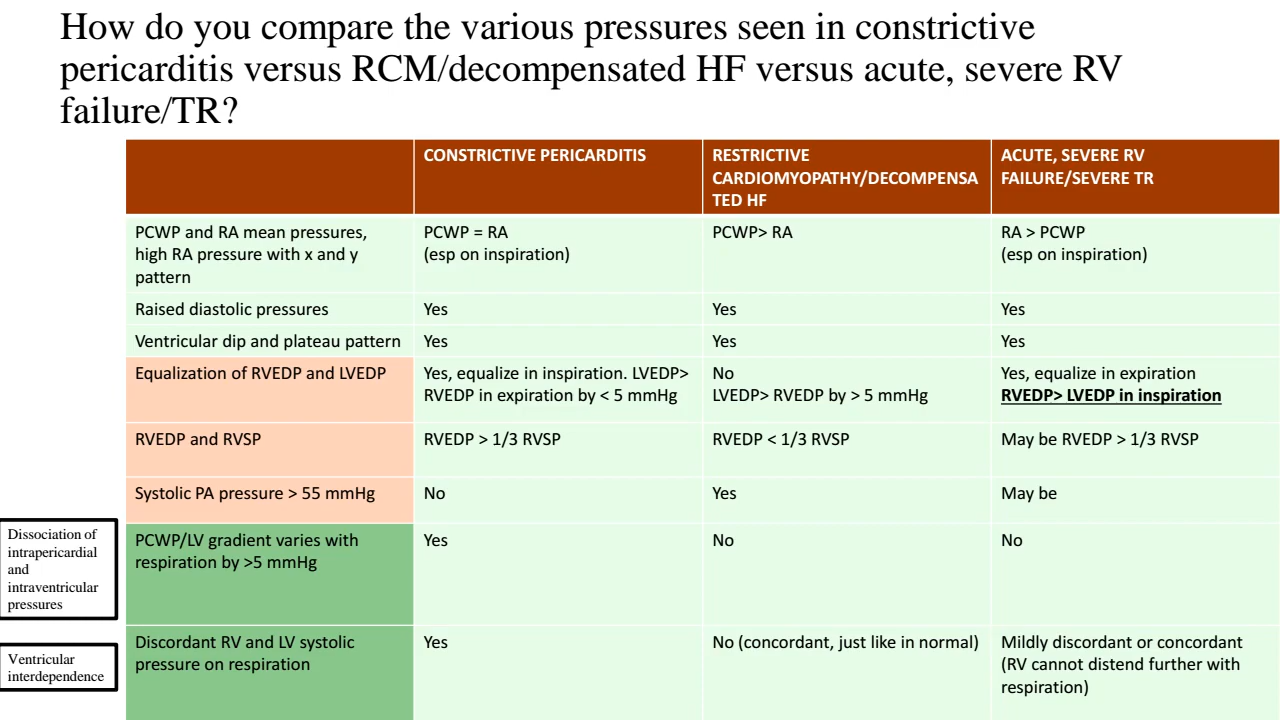 How do you compare the various pressures seen in constrictive
pericarditis versus RCM/decompensated HF versus acute, severe RV
failure/TR?
CONSTRICTIVE PERICARDITIS
RESTRICTIVE
CARDIOMYOPATHY/DECOMPENSA
TED HF
ACUTE, SEVERE RV
FAILURE/SEVERE TR
PCWP and RA mean pressures,
high RA pressure with x and y
pattern
PCWP = RA
(esp on inspiration)
PCWP> RA
RA > PCWP
(esp on inspiration)
Raised diastolic pressures
Yes
Yes
Yes
Ventricular dip and plateau pattern
Yes
Yes
Yes
Equalization of RVEDP and LVEDP
Yes, equalize in inspiration. LVEDP>
RVEDP in expiration by < 5 mmHg
No
LVEDP> RVEDP by > 5 mmHg
Yes, equalize in expiration
RVEDP> LVEDP in inspiration
RVEDP and RVSP
RVEDP > 1/3 RVSP
RVEDP < 1/3 RVSP
May be RVEDP > 1/3 RVSP
Systolic PA pressure > 55 mmHg
No
Yes
May be
Dissociation of
intrapericardial
and
intraventricular
pressures
PCWP/LV gradient varies with
respiration by >5 mmHg
Yes
No
No
Ventricular
interdependence
Discordant RV and LV systolic
pressure on respiration
Yes
No (concordant, just like in normal)
Mildly discordant or concordant
(RV cannot distend further with
respiration)